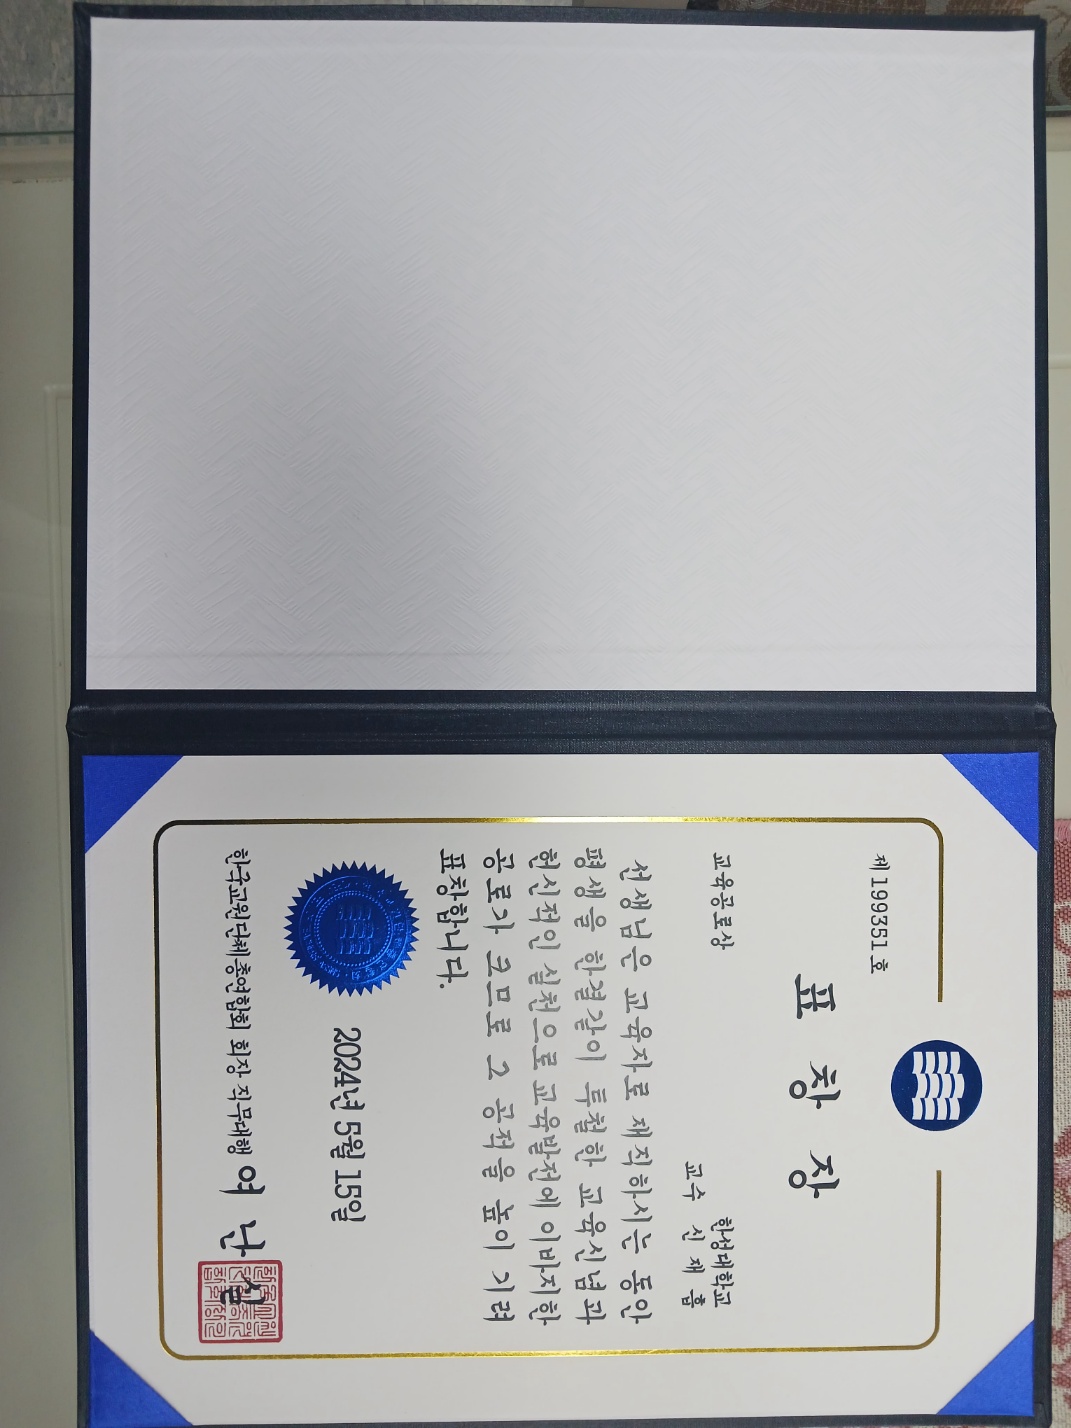 제 199351 호
표 창 장
교육공로상
한성대학교
교수 신 재 흡
선생님은 교육자로 재직하시는 동안
평생을 한결같이 투철한 교육신념과
헌신적인 실천으로 교육발전에 이바지한
공로가 크므로 그 공적을 높이 기려
표창합니다.
2024년 5월 15일
한국교원단체총연합회 회장 직무대행 여 난 실